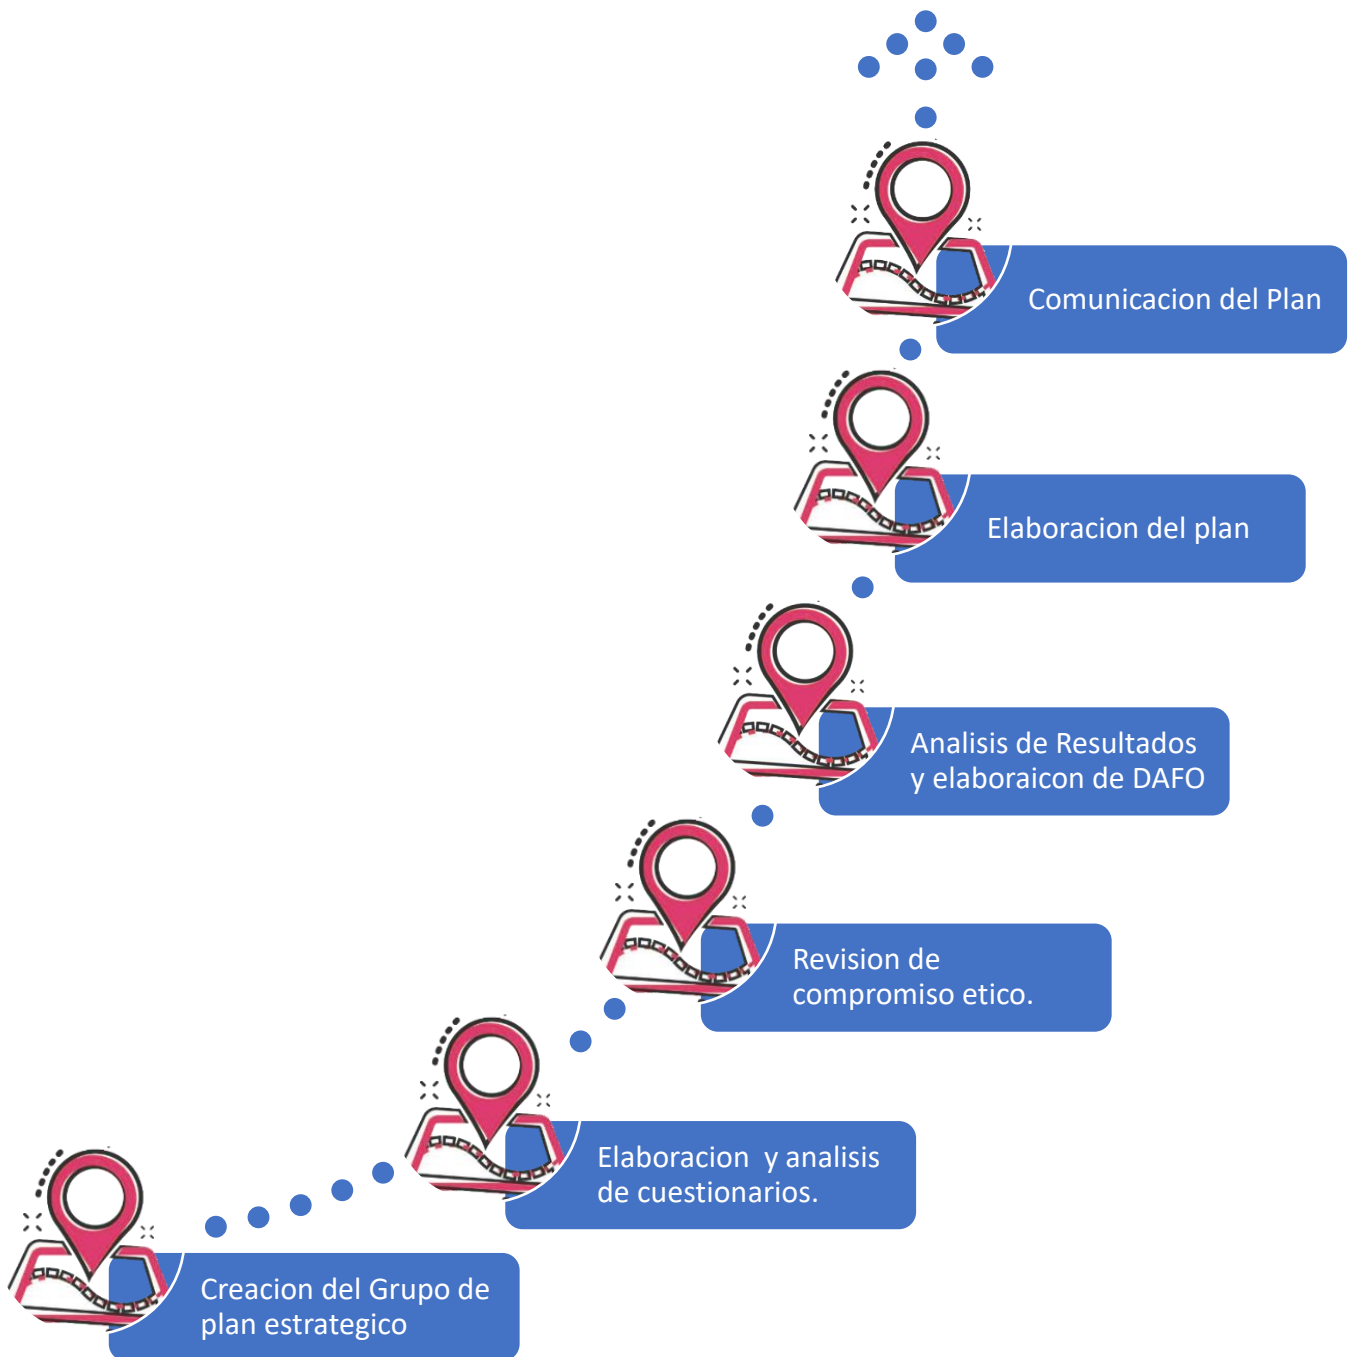 Comunicacion del Plan
Elaboracion del plan
Analisis de Resultados
y elaboraicon de DAFO
Revision de
compromiso etico.
Elaboracion  y analisis
de cuestionarios.
Creacion del Grupo de
plan estrategico